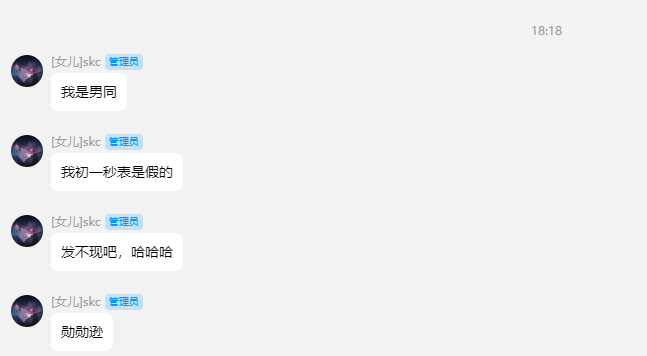 18:18
[女儿]skc 管理员
我是男同
[女儿]skc 管理员
我初一秒表是假的
[女儿]skc 管理员
发不现吧，哈哈哈
[女儿]skc 管理员
勋勋逊